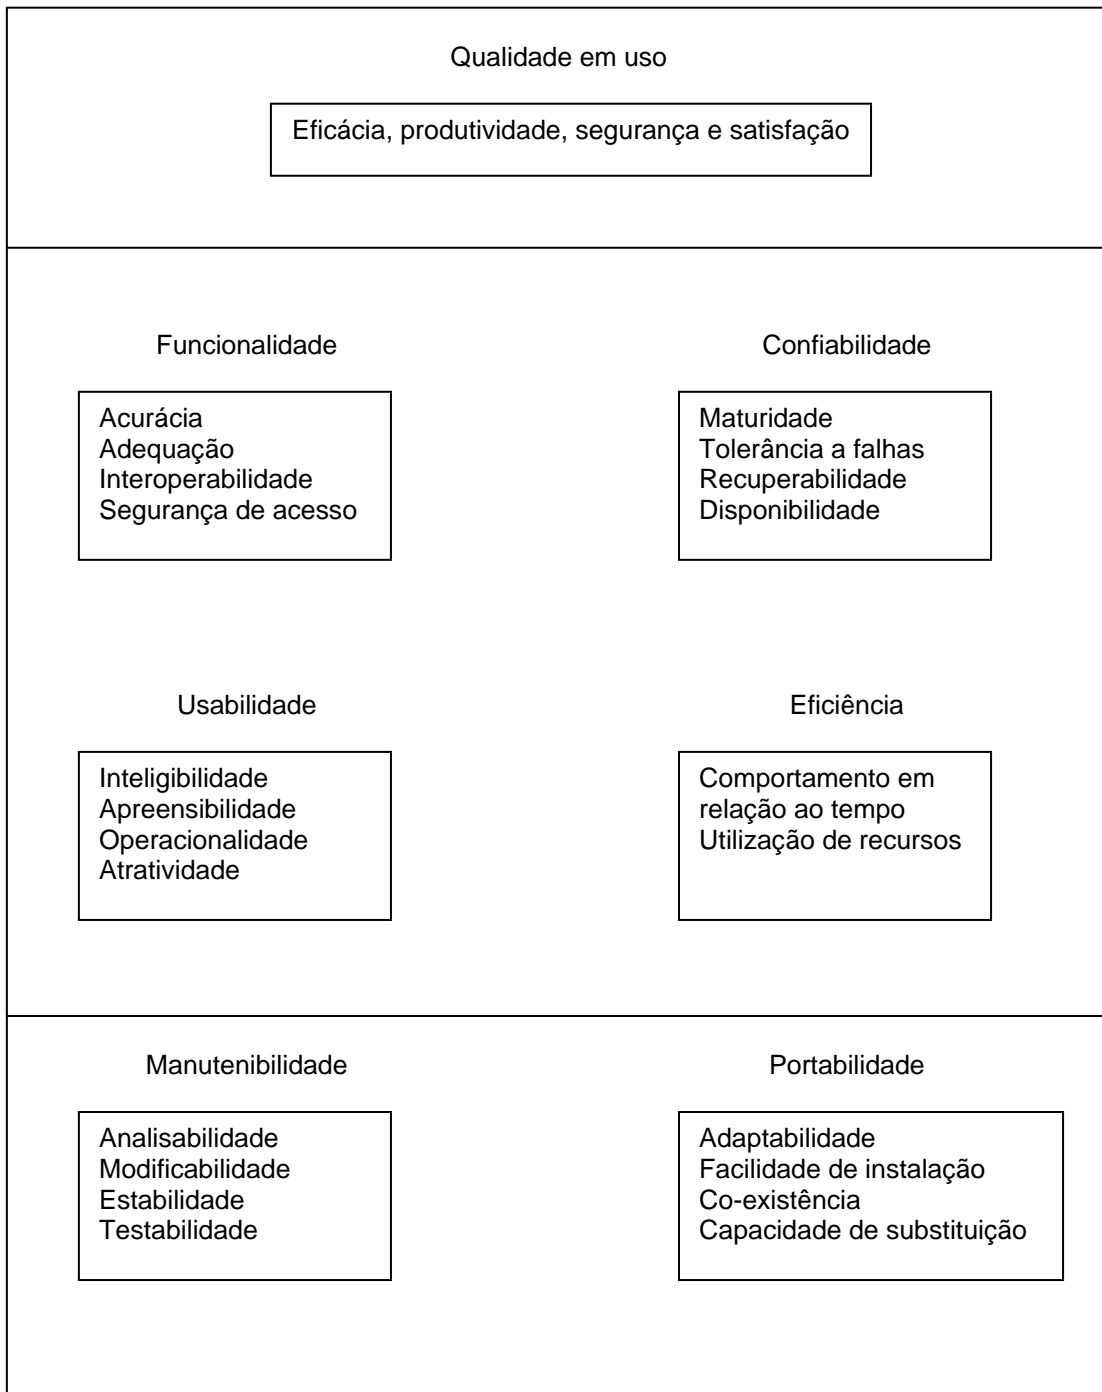 Qualidade em uso
Eficácia, produtividade, segurança e satisfação
Funcionalidade
Acurácia
Adequação
Interoperabilidade
Segurança de acesso
Confiabilidade
Maturidade
Tolerância a falhas
Recuperabilidade
Disponibilidade
Usabilidade
Inteligibilidade
Apreensibilidade
Operacionalidade
Atratividade
Eficiência
Comportamento em
relação ao tempo
Utilização de recursos
Manutenibilidade
Analisabilidade
Modificabilidade
Estabilidade
Testabilidade
Portabilidade
Adaptabilidade
Facilidade de instalação
Co-existência
Capacidade de substituição